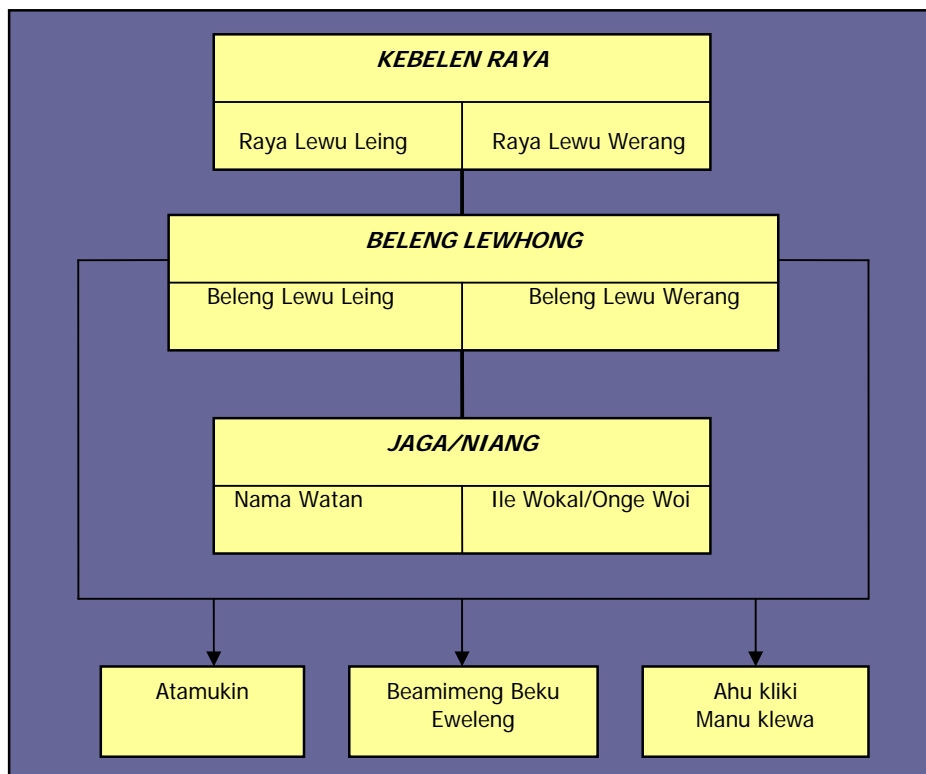 KEBELEN RAYA
Raya Lewu Leing
Raya Lewu Werang
BELENG LEWHONG
Beleng Lewu Leing
Beleng Lewu Werang
JAGA/NIANG
Nama Watan
Ile Wokal/Onge Woi
Atamukin
Beamimeng Beku
Eweleng
Ahu kliki
Manu klewa